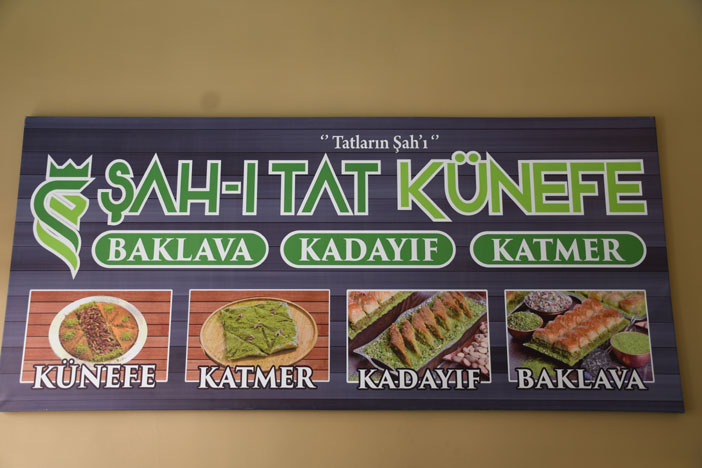 ‘’ Tatların Şah’ı ‘’
ŞAH-I TAT KÜNEFE
BAKLAVA KADAYIF KATMER
KÜNEFE KATMER KADAYIF BAKLAVA